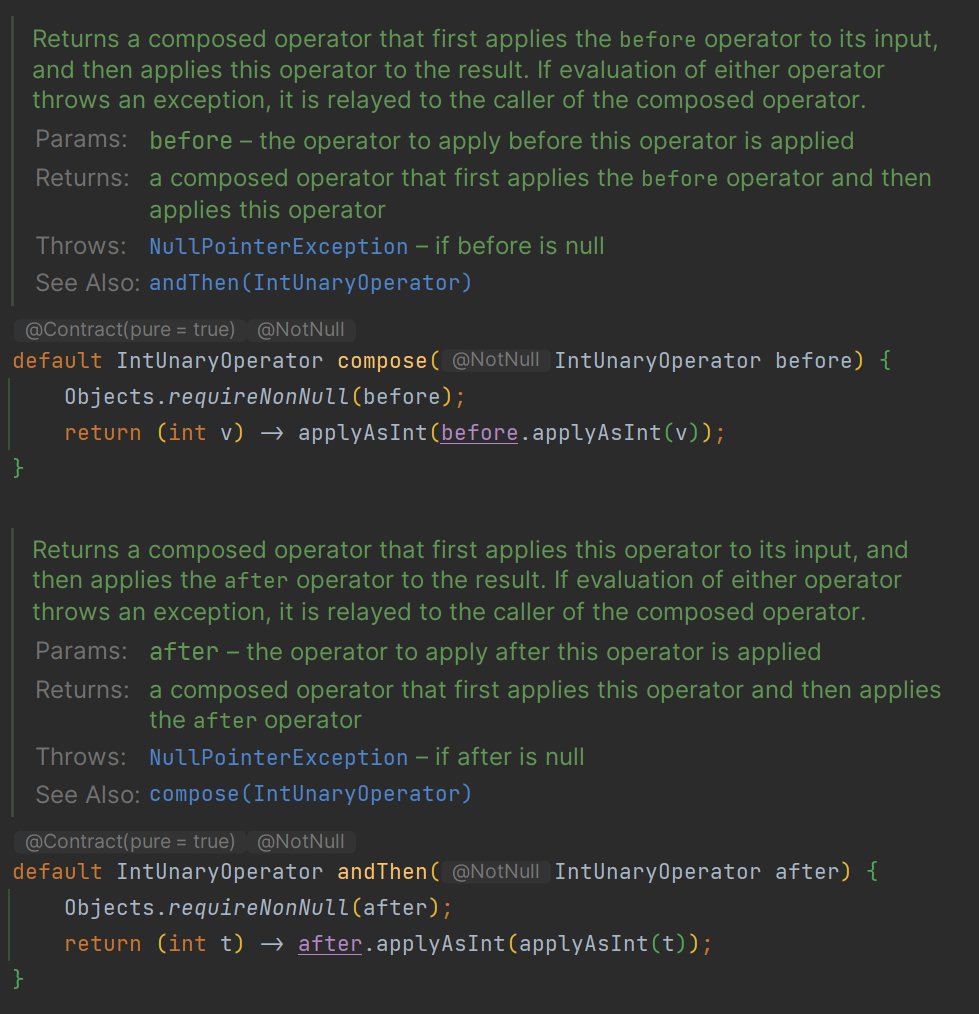 Returns a composed operator that first applies the before operator to its input,
and then applies this operator to the result. If evaluation of either operator
throws an exception, it is relayed to the caller of the composed operator.
Params: before – the operator to apply before this operator is applied
Returns: a composed operator that first applies the before operator and then
applies this operator
Throws: NullPointerException – if before is null
See Also: andThen(IntUnaryOperator)
@Contract(pure = true) @NotNull
default IntUnaryOperator compose( @NotNull IntUnaryOperator before) {
Objects.requireNonNull(before);
return (int v) -> applyAsInt(before.applyAsInt(v));
}
Returns a composed operator that first applies this operator to its input, and
then applies the after operator to the result. If evaluation of either operator
throws an exception, it is relayed to the caller of the composed operator.
Params: after – the operator to apply after this operator is applied
Returns: a composed operator that first applies this operator and then applies
the after operator
Throws: NullPointerException – if after is null
See Also: compose(IntUnaryOperator)
@Contract(pure = true) @NotNull
default IntUnaryOperator andThen( @NotNull IntUnaryOperator after) {
Objects.requireNonNull(after);
return (int t) -> after.applyAsInt(applyAsInt(t));
}